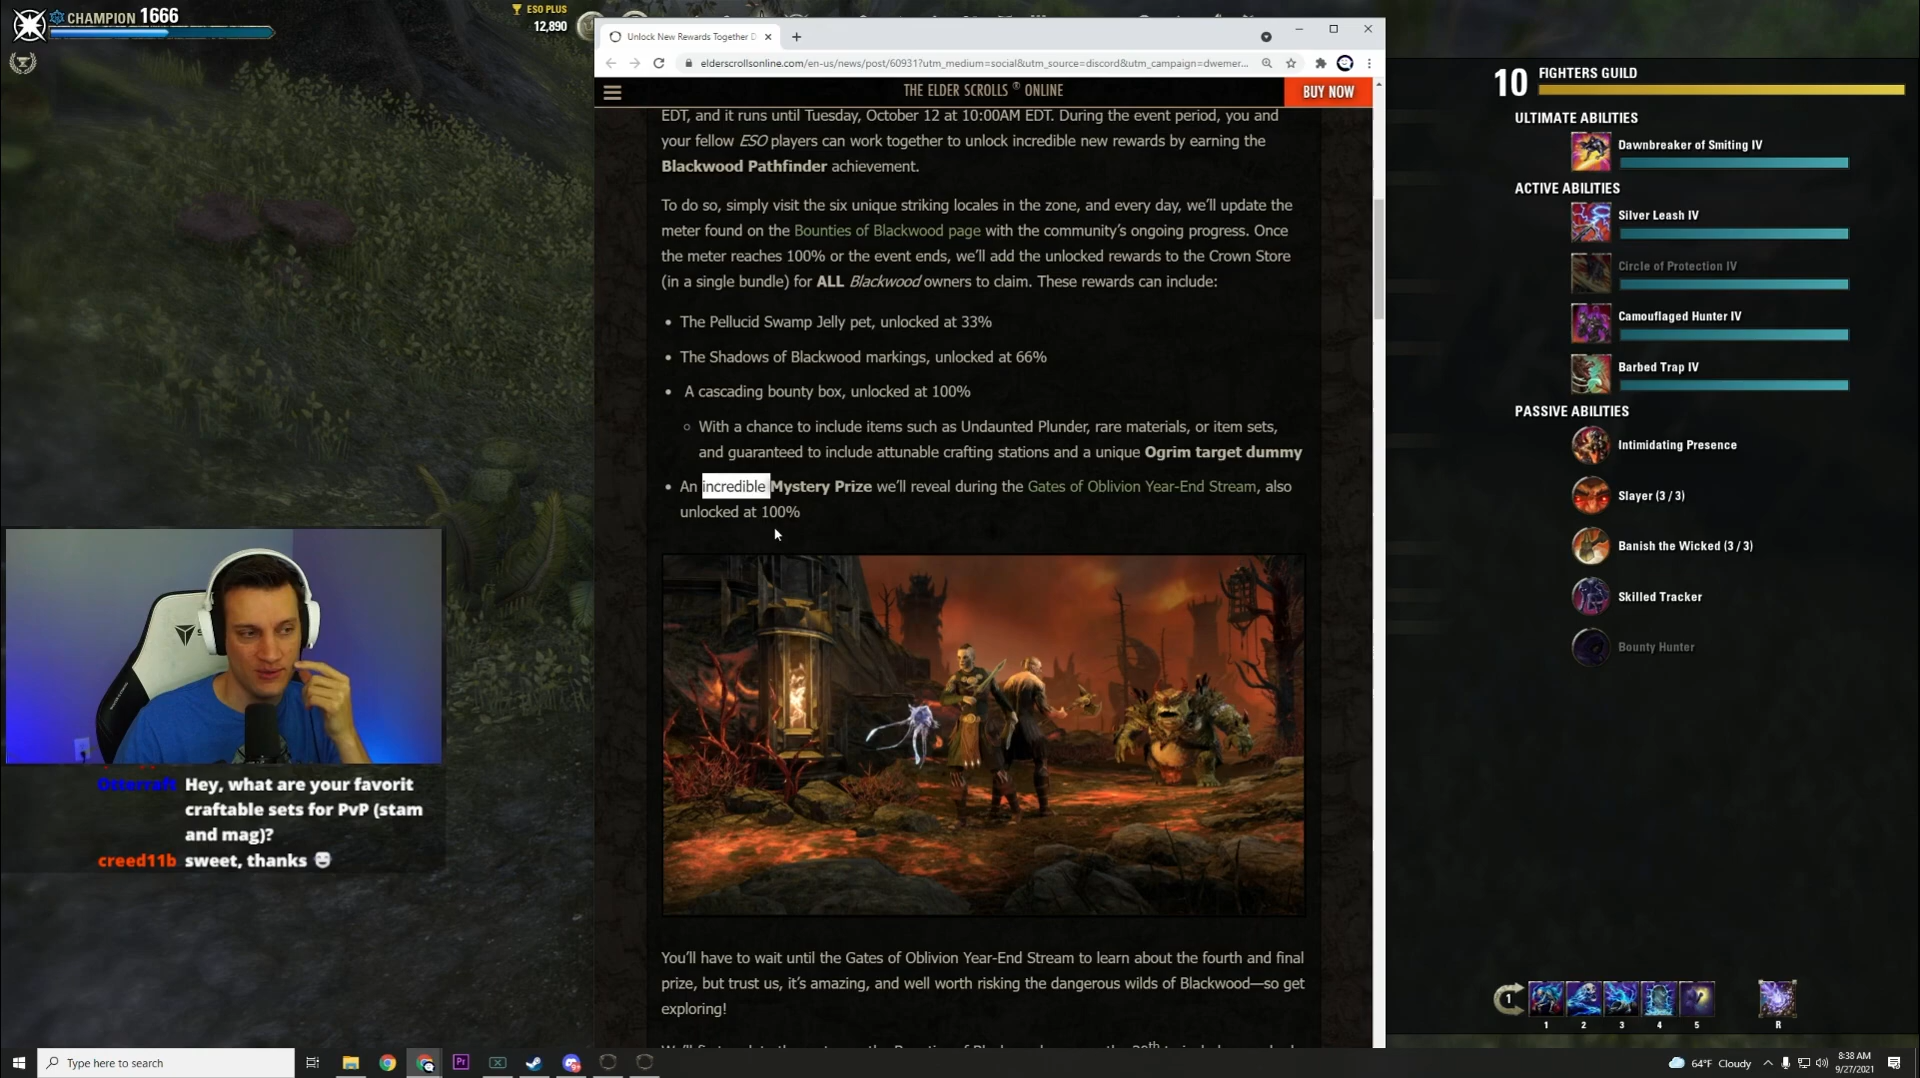 CHAMPION 1666
ESO PLUS
12,890
Unlock New Rewards Together D
elderscrollsonline.com/en-us/news/post/60931?utm_medium=social&utm_source=discord&utm_campaign=dwemer...
THE ELDER SCROLLS ® ONLINE
BUY NOW
EDT, and it runs until Tuesday, October 12 at 10:00AM EDT. During the event period, you and
your fellow ESO players can work together to unlock incredible new rewards by earning the
Blackwood Pathfinder achievement.
To do so, simply visit the six unique striking locales in the zone, and every day, we'll update the
meter found on the Bounties of Blackwood page with the community's ongoing progress. Once
the meter reaches 100% or the event ends, we'll add the unlocked rewards to the Crown Store
(in a single bundle) for ALL Blackwood owners to claim. These rewards can include:
• The Pellucid Swamp Jelly pet, unlocked at 33%
• The Shadows of Blackwood markings, unlocked at 66%
• A cascading bounty box, unlocked at 100%
○ With a chance to include items such as Undaunted Plunder, rare materials, or item sets,
and guaranteed to include attunable crafting stations and a unique Ogrim target dummy
• An incredible Mystery Prize we'll reveal during the Gates of Oblivion Year-End Stream, also
unlocked at 100%
You'll have to wait until the Gates of Oblivion Year-End Stream to learn about the fourth and final
prize, but trust us, it's amazing, and well worth risking the dangerous wilds of Blackwood—so get
exploring!
10 FIGHTERS GUILD
ULTIMATE ABILITIES
Dawnbreaker of Smiting IV
ACTIVE ABILITIES
Silver Leash IV
Circle of Protection IV
Camouflaged Hunter IV
Barbed Trap IV
PASSIVE ABILITIES
Intimidating Presence
Slayer (3 / 3)
Banish the Wicked (3 / 3)
Skilled Tracker
Bounty Hunter
1
1 2 3 4 5 R
Hey, what are your favorite
craftable sets for PvP (stam
and mag)?
creed11b sweet, thanks
Type here to search
Pr
64°F Cloudy
8:38 AM
9/27/2021